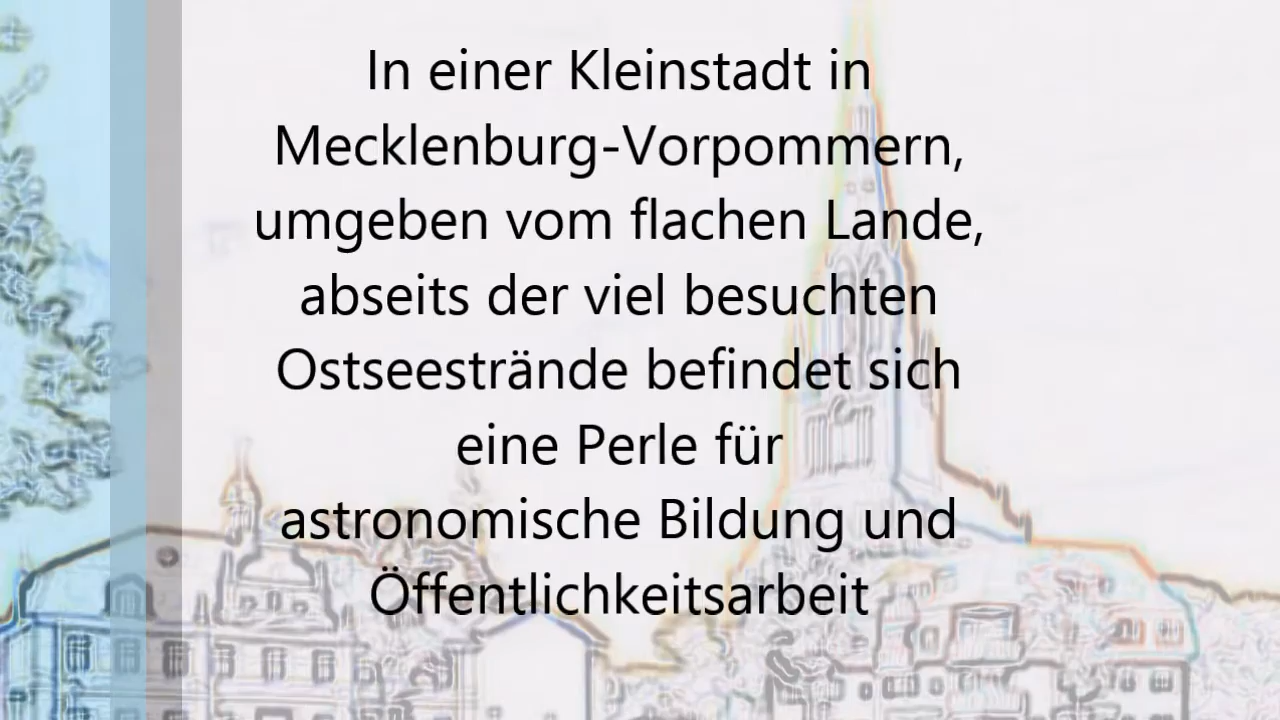 In einer Kleinstadt in
Mecklenburg-Vorpommern,
umgeben vom flachen Lande,
abseits der viel besuchten
Ostseestrände befindet sich
eine Perle für
astronomische Bildung und
Öffentlichkeitsarbeit